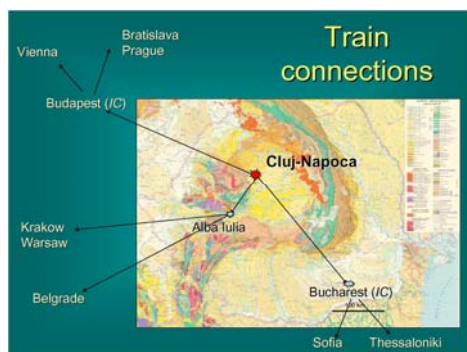 Train
connections
Bratislava
Prague
Vienna
Budapest (IC)
Cluj-Napoca
Alba Iulia
Krakow
Warsaw
Belgrade
Bucharest (IC)
Sofia
Thessaloniki